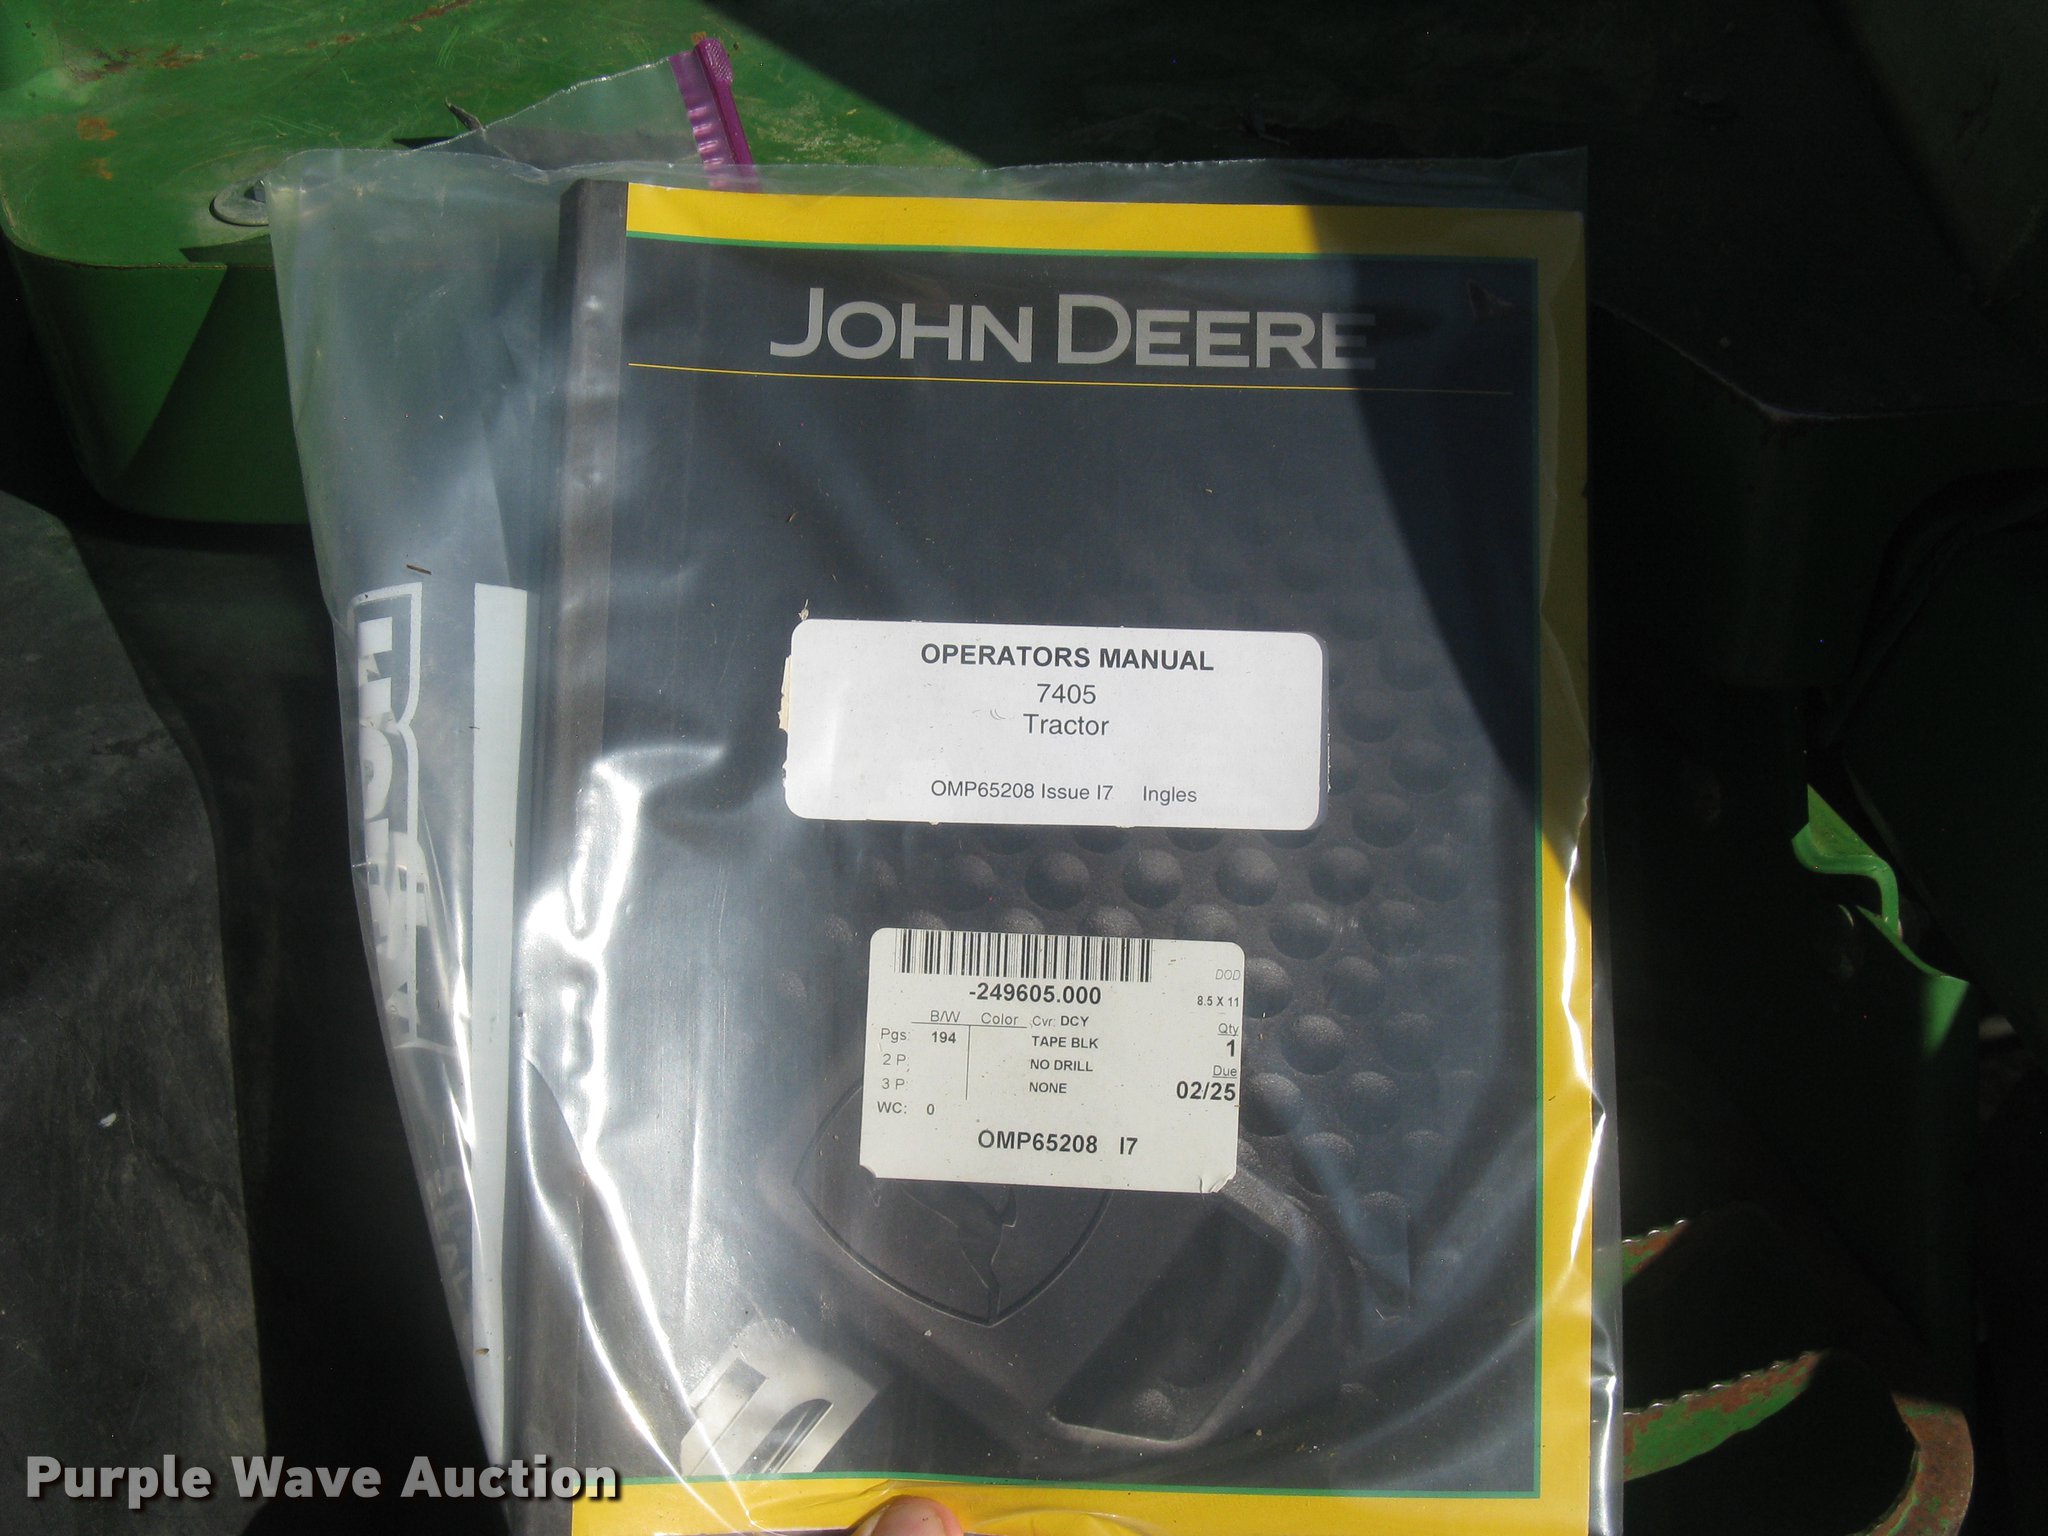 JOHN DEERE
OPERATORS MANUAL
7405
Tractor
OMP65208 Issue I7 Ingles
-249605.000
DOD
8.5 X 11
B/W Color Cvr: DCY
Qty
Pgs: 194 TAPE BLK
1
2 P: NO DRILL
Due
3 P: NONE
02/25
WC: 0
OMP65208 I7
Purple Wave Auction